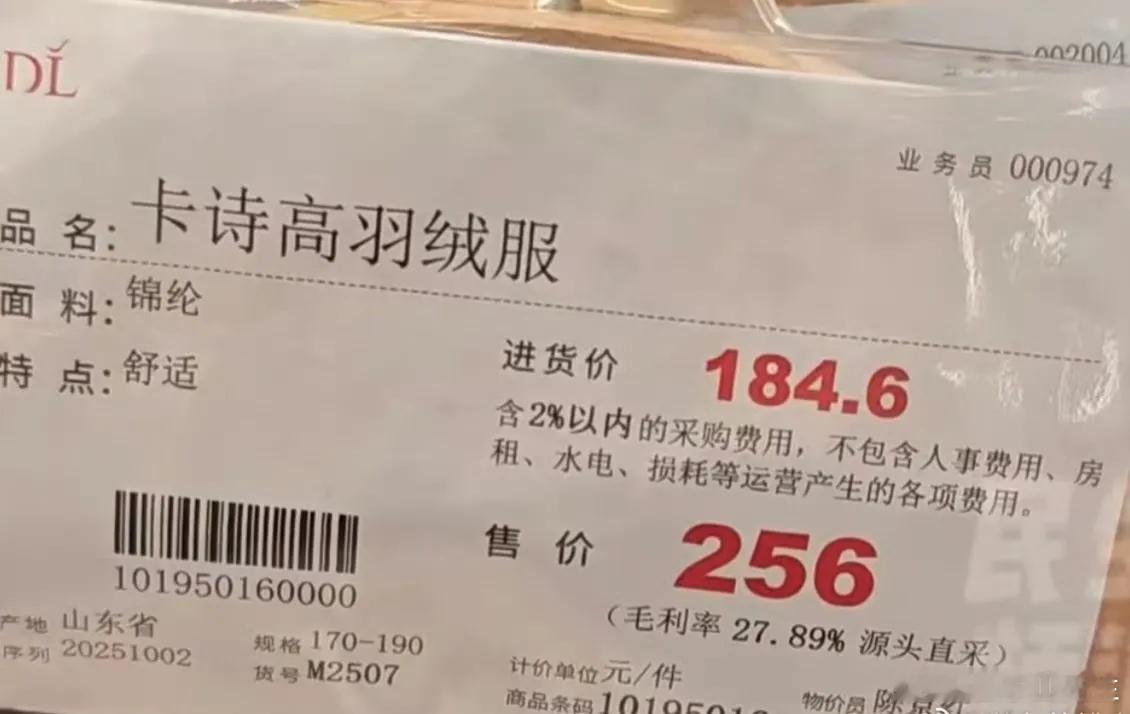 DL
002004
业务员 000974
品 名：卡诗高羽绒服
面 料：锦纶
特 点：舒适
进货价 184.6
含2%以内的采购费用，不包含人事费用、房
租、水电、损耗等运营产生的各项费用。
售 价 256
（毛利率 27.89% 源头直采）
101950160000
产地 山东省
序列 20251002
规格 170-190
货号 M2507
计价单位 元/件
商品条码 10195016
物价员 陈京红